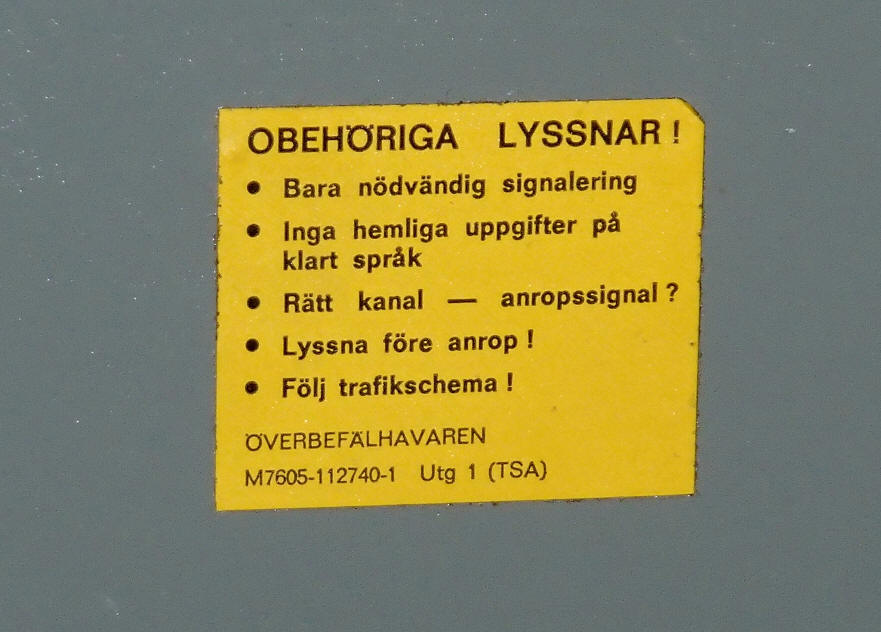 OBEHÖRIGA LYSSNAR !
• Bara nödvändig signalering
• Inga hemliga uppgifter på
klart språk
• Rätt kanal — anropssignal ?
• Lyssna före anrop !
• Följ trafikschema !
ÖVERBEFÄLHAVAREN
M7605-112740-1 Utg 1 (TSA)